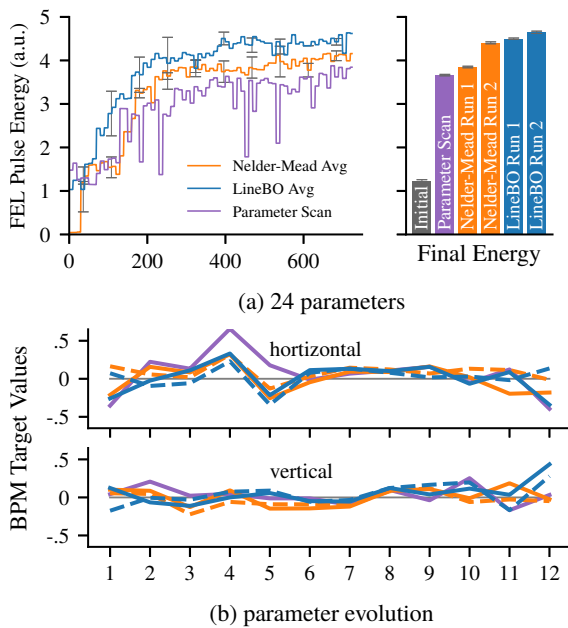 FEL Pulse Energy (a.u.)
5
4
3
2
1
0
0
200
400
600
Nelder-Mead Avg
LineBO Avg
Parameter Scan
Initial
Parameter Scan
Nelder-Mead Run 1
Nelder-Mead Run 2
LineBO Run 1
LineBO Run 2
Final Energy
(a) 24 parameters
BPM Target Values
.5
0
-.5
hortizontal
.5
0
-.5
vertical
1 2 3 4 5 6 7 8 9 10 11 12
(b) parameter evolution